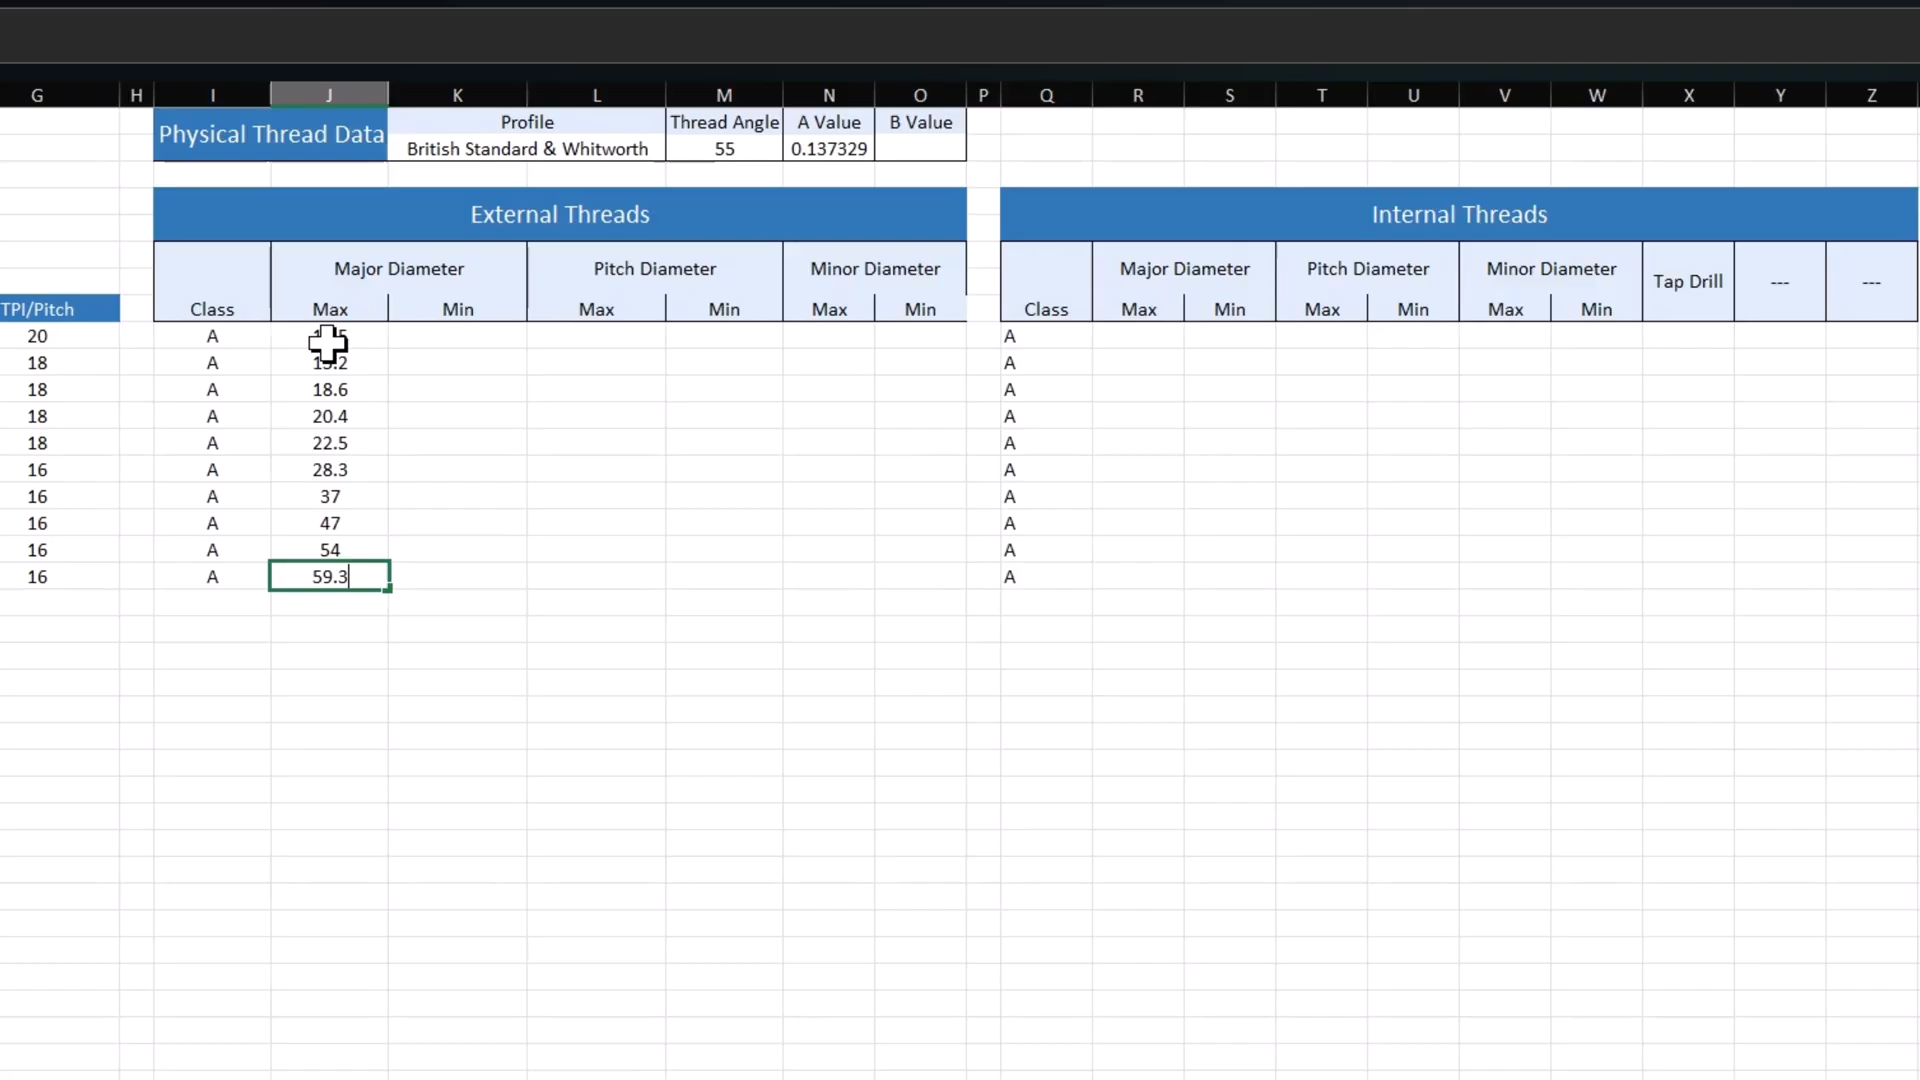 G H I J K L M N O P Q R S T U V W X Y Z
Physical Thread Data Profile Thread Angle A Value B Value
British Standard & Whitworth 55 0.137329
External Threads Internal Threads
Major Diameter Pitch Diameter Minor Diameter Major Diameter Pitch Diameter Minor Diameter Tap Drill --- ---
TPI/Pitch Class Max Min Max Min Max Min Class Max Min Max Min Max Min
20 A A
18 A A
18 A 18.6 A
18 A 20.4 A
18 A 22.5 A
16 A 28.3 A
16 A 37 A
16 A 47 A
16 A 54 A
16 A 59.3 A